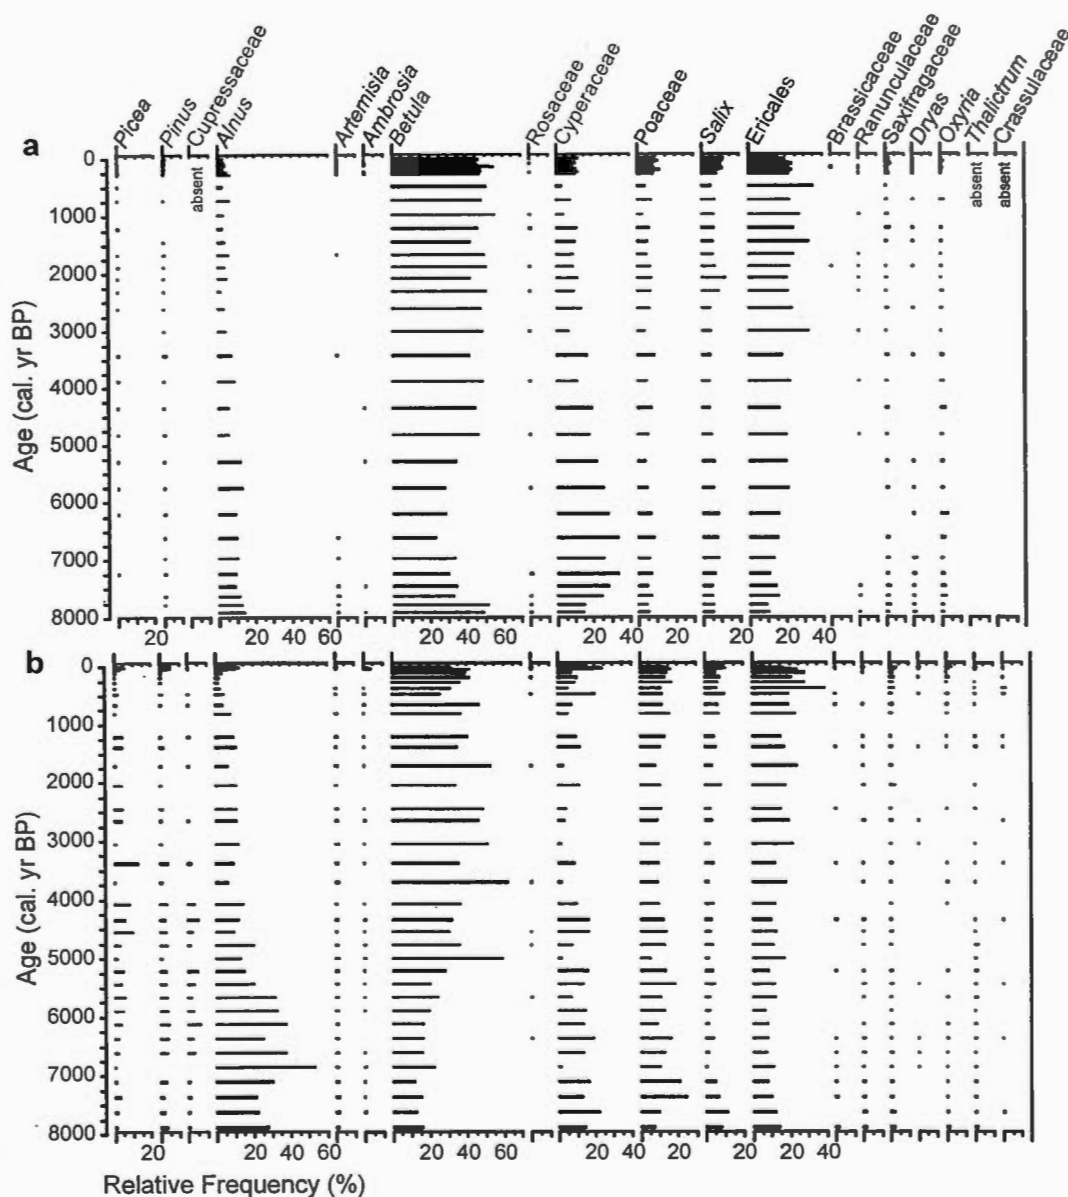 a
Picea
Pinus
Cupressaceae
Alnus
Artemisia
Ambrosia
Betula
Rosaceae
Cyperaceae
Poaceae
Salix
Ericales
Brassicaceae
Ranunculaceae
Saxifragaceae
Dryas
Oxyria
Thalictrum
Crassulaceae
absent
absent
absent
0
1000
2000
3000
4000
5000
6000
7000
8000
Age (cal. yr BP)
20 20 40 60 20 40 60 20 40 20 20 40
b
0
1000
2000
3000
4000
5000
6000
7000
8000
Age (cal. yr BP)
20 20 40 60 20 40 60 20 40 20 20 40
Relative Frequency (%)